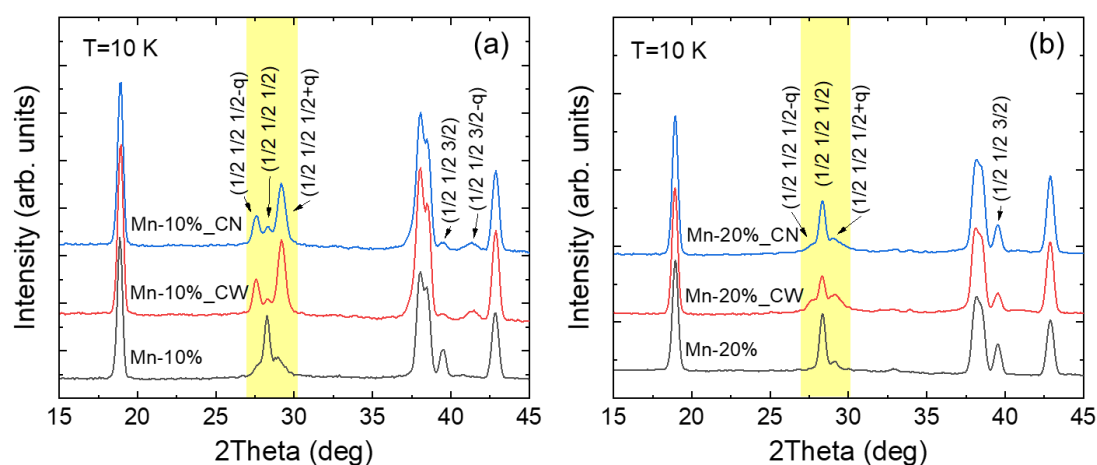 T=10 K
(a)
(1/2 1/2 1/2-q)
(1/2 1/2 1/2)
(1/2 1/2 1/2+q)
(1/2 1/2 3/2)
(1/2 1/2 3/2-q)
Mn-10%_CN
Mn-10%_CW
Mn-10%
Intensity (arb. units)
15 20 25 30 35 40 45
2Theta (deg)
T=10 K
(b)
(1/2 1/2 1/2-q)
(1/2 1/2 1/2)
(1/2 1/2 1/2+q)
(1/2 1/2 3/2)
Mn-20%_CN
Mn-20%_CW
Mn-20%
Intensity (arb. units)
15 20 25 30 35 40 45
2Theta (deg)